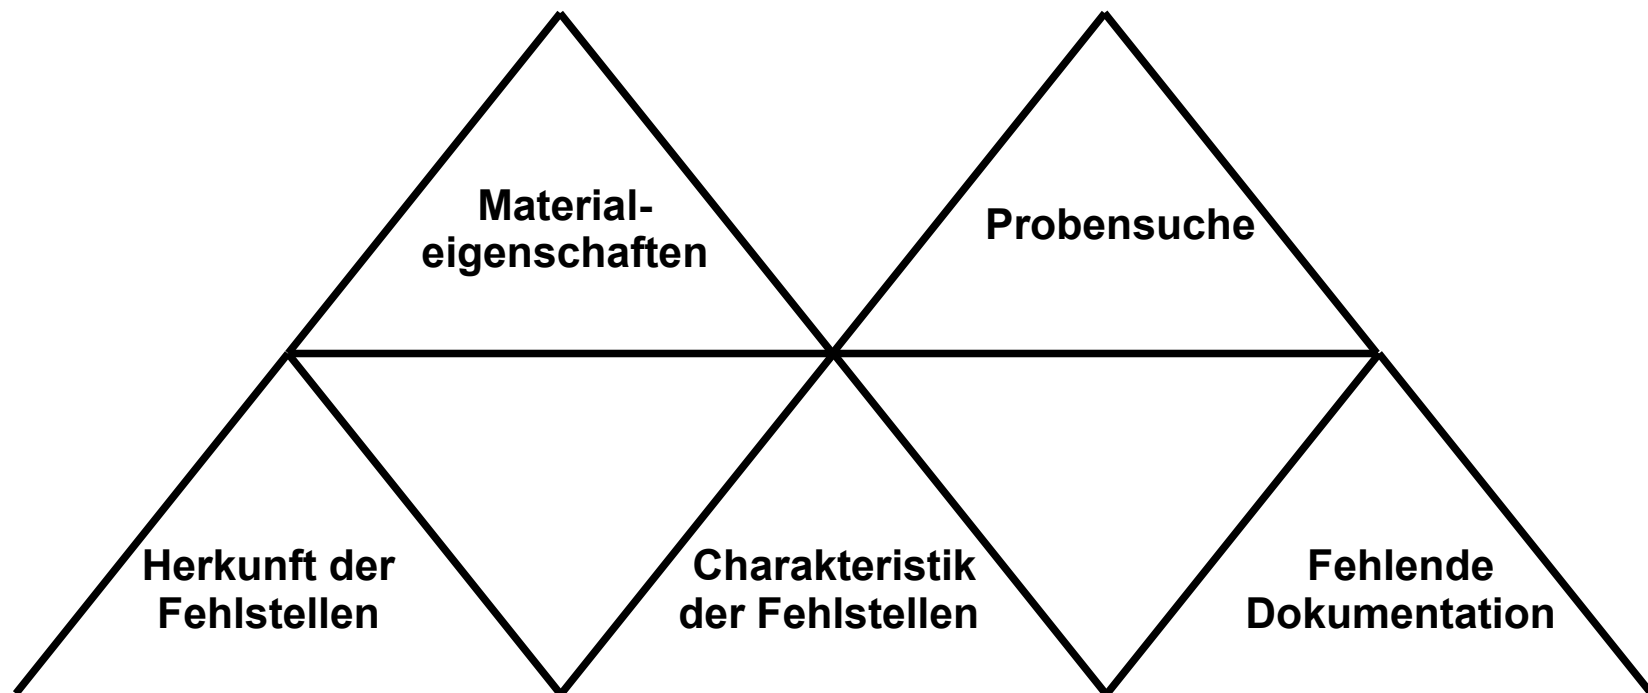 Material-
eigenschaften
Probensuche
Herkunft der
Fehlstellen
Charakteristik
der Fehlstellen
Fehlende
Dokumentation